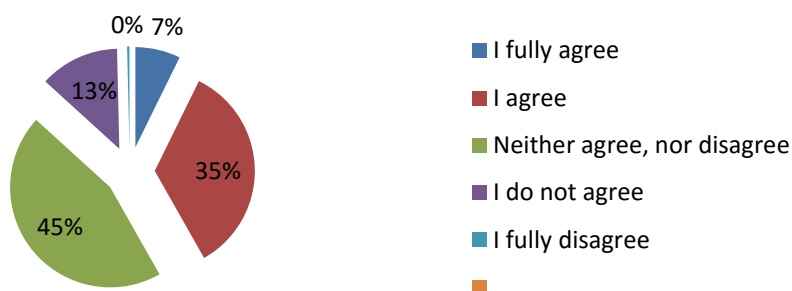 0% 7%
I fully agree
I agree
13%
35%
Neither agree, nor disagree
I do not agree
45%
I fully disagree